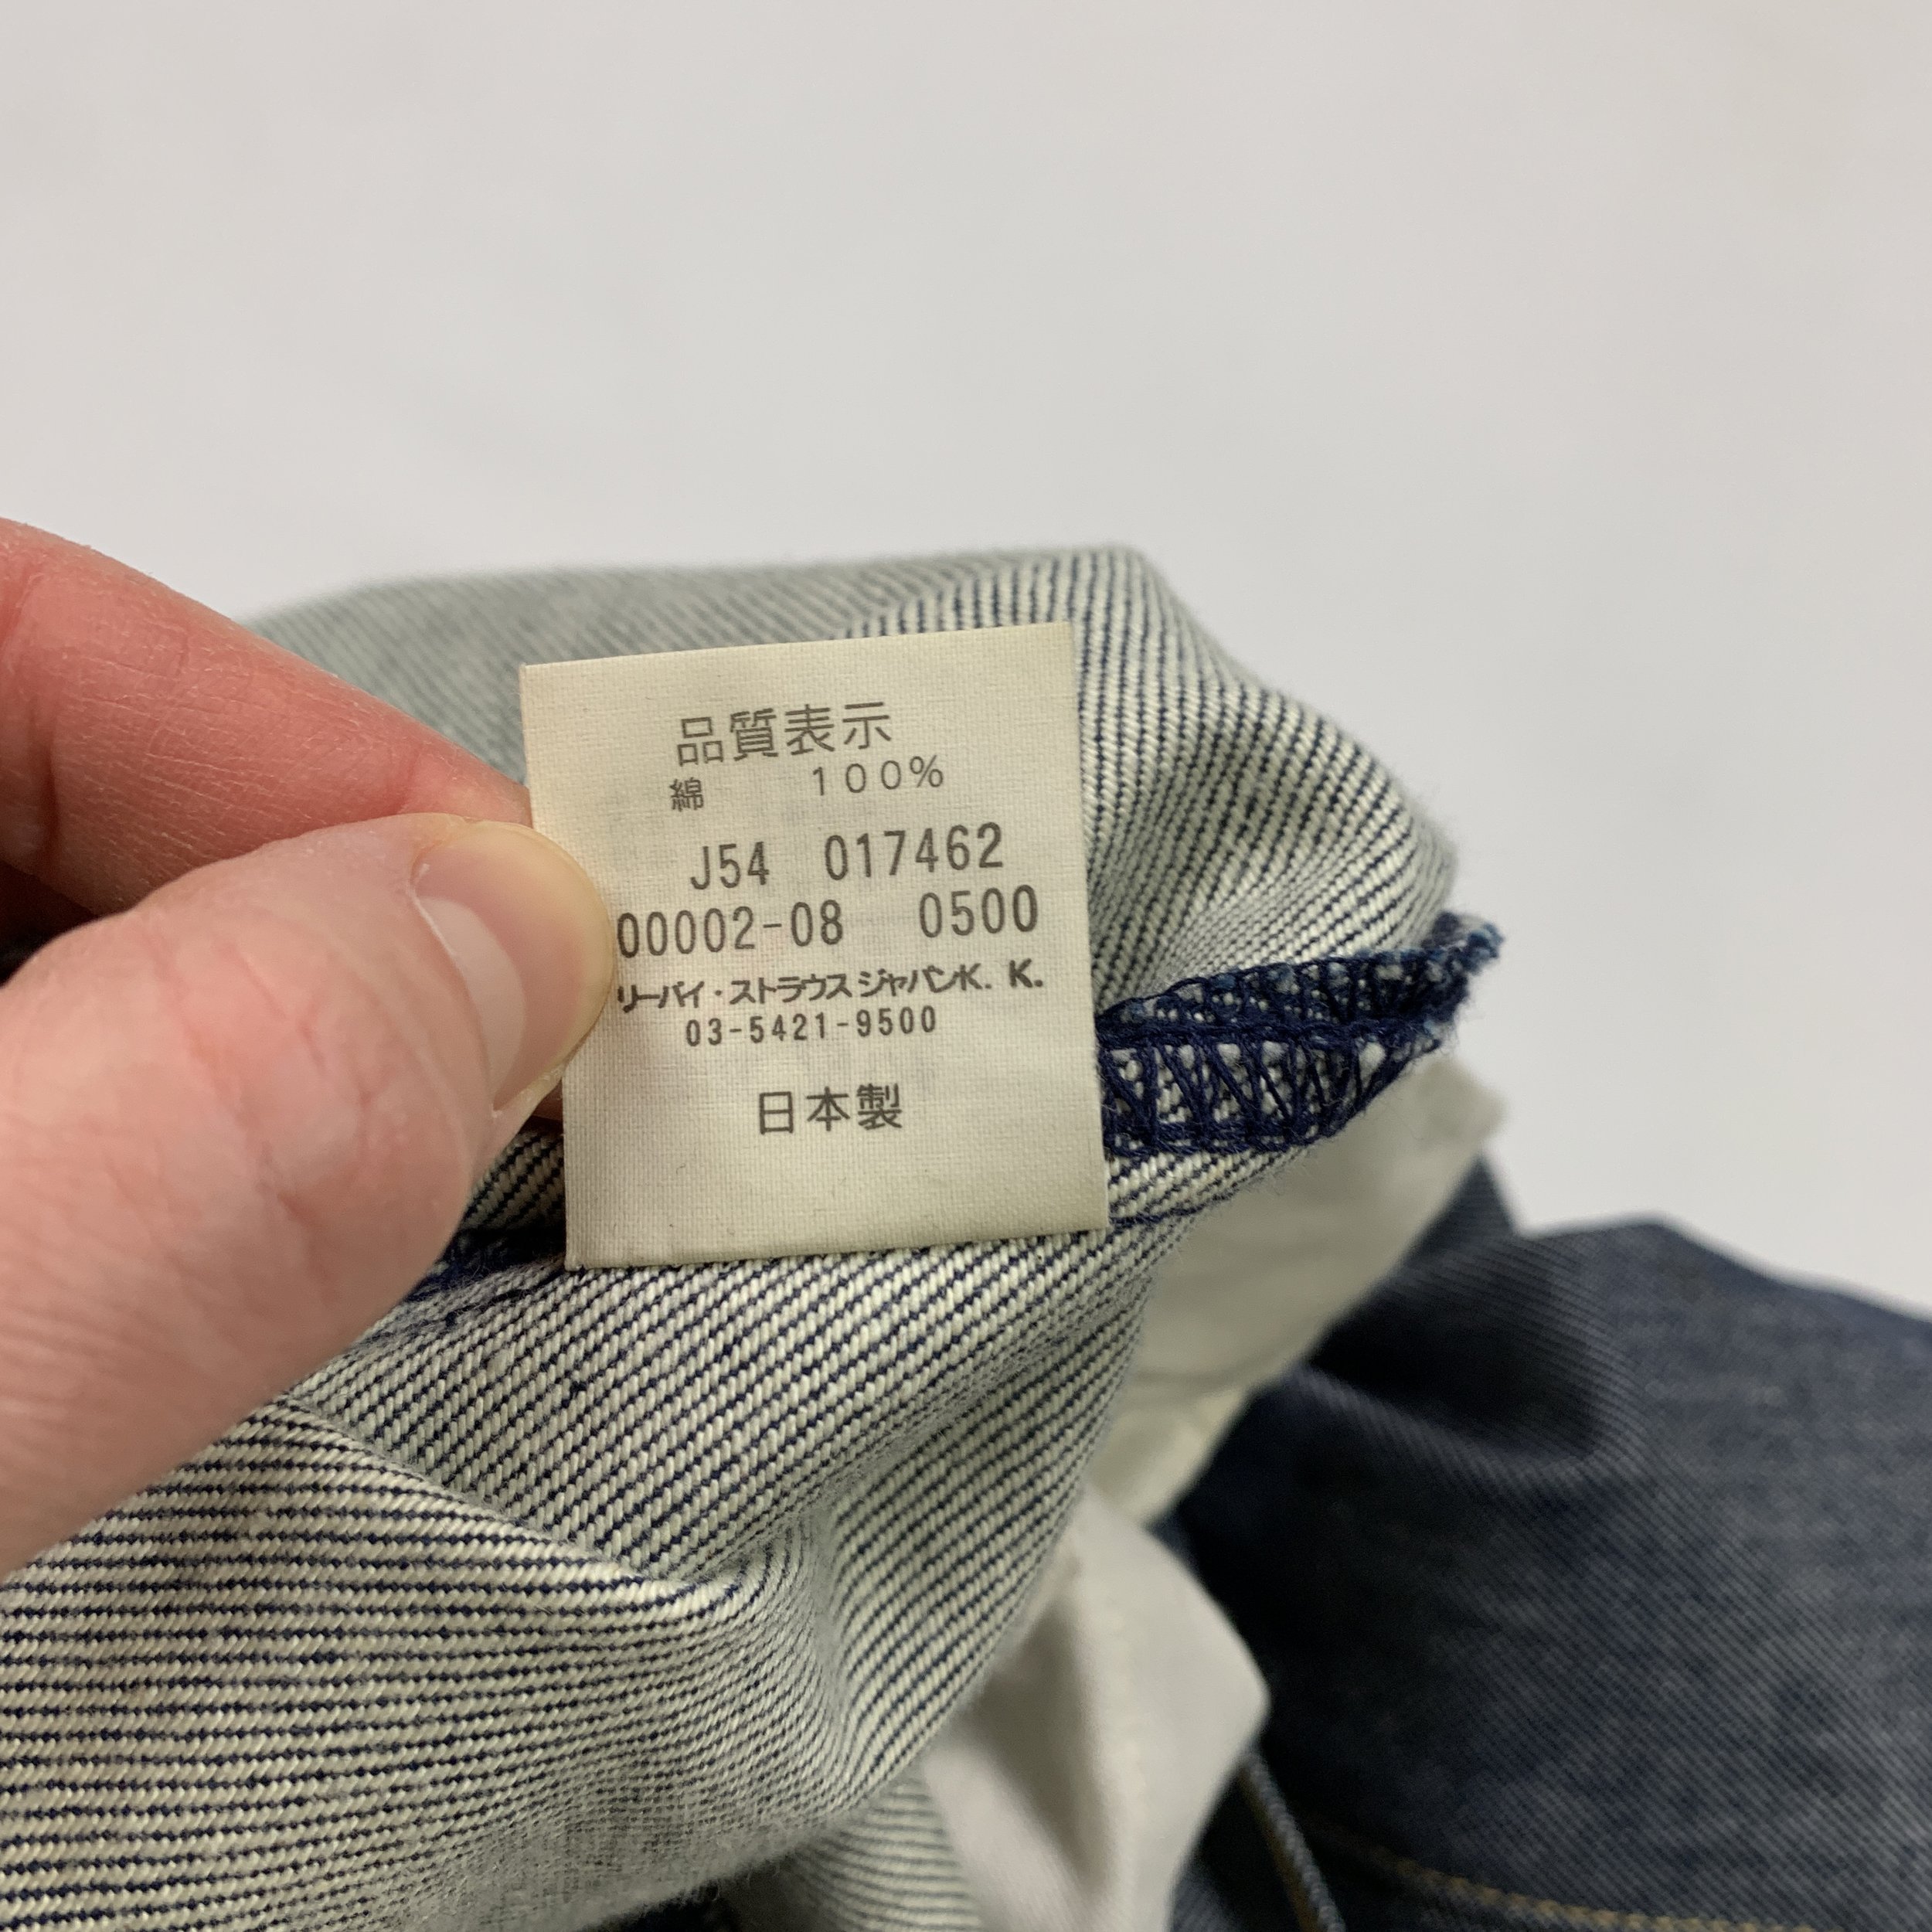 品質表示
綿 100%
J54 017462
00002-08 0500
リーバイ・ストラウス ジャパンK. K.
03-5421-9500
日本製